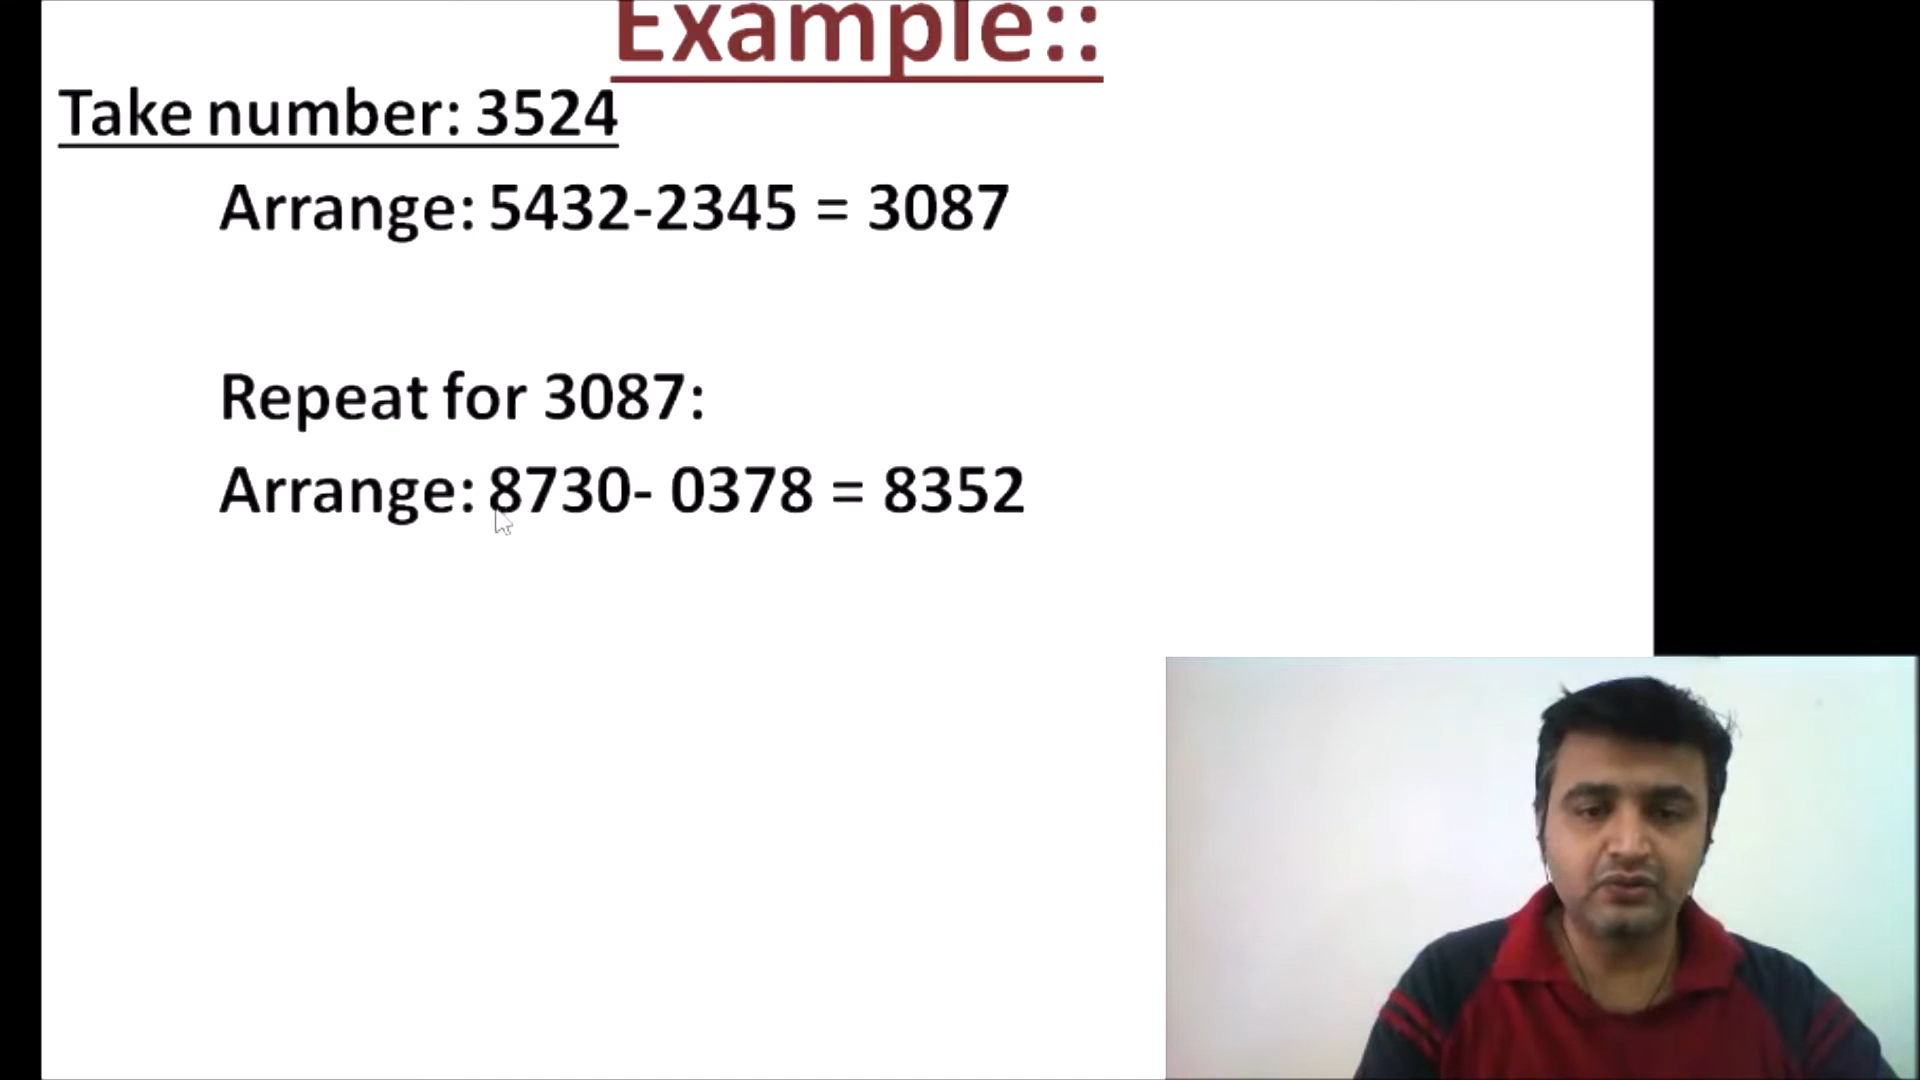 Example::
Take number: 3524
Arrange: 5432-2345 = 3087
Repeat for 3087:
Arrange: 8730- 0378 = 8352